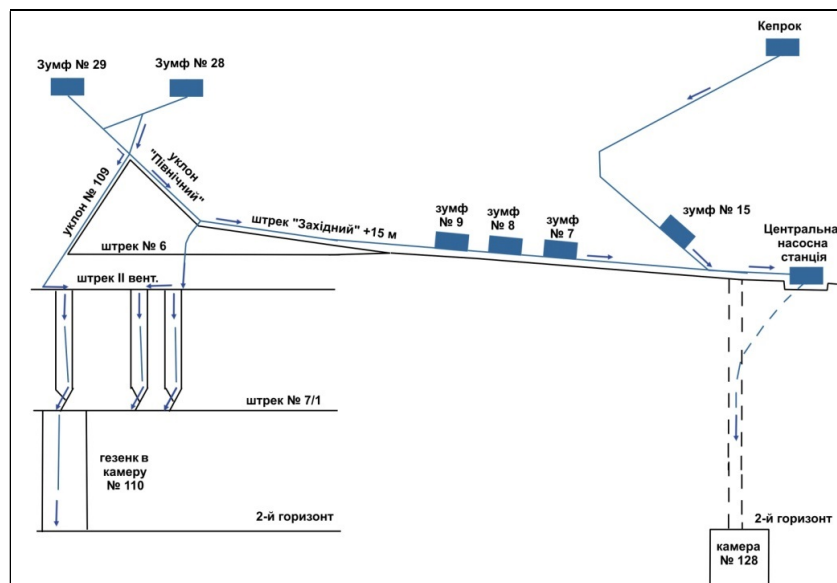 Кепрок
Зумф № 29
Зумф № 28
уклон
"Північний"
уклон № 109
штрек "Західний" +15 м
зумф
№ 9
зумф
№ 8
зумф
№ 7
зумф № 15
Центральна
насосна
станція
штрек № 6
штрек II вент.
штрек № 7/1
гезенк в
камеру
№ 110
2-й горизонт
2-й горизонт
камера
№ 128